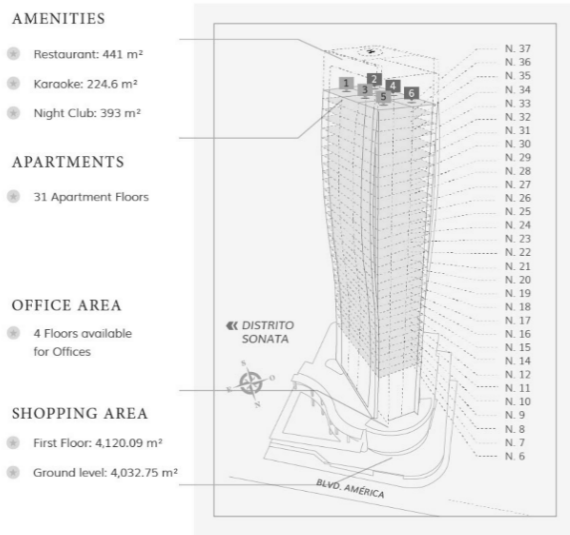 AMENITIES
Restaurant: 441 m²
Karaoke: 224.6 m²
Night Club: 393 m²
APARTMENTS
31 Apartment Floors
OFFICE AREA
4 Floors available
for Offices
SHOPPING AREA
First Floor: 4,120.09 m²
Ground level: 4,032.75 m²
1
2
3
4
5
6
DISTRITO
SONATA
N
O
BLVD. AMÉRICA
N. 37
N. 36
N. 35
N. 34
N. 33
N. 32
N. 31
N. 30
N. 29
N. 28
N. 27
N. 26
N. 25
N. 24
N. 23
N. 22
N. 21
N. 20
N. 19
N. 18
N. 17
N. 16
N. 15
N. 14
N. 12
N. 11
N. 10
N. 9
N. 8
N. 7
N. 6